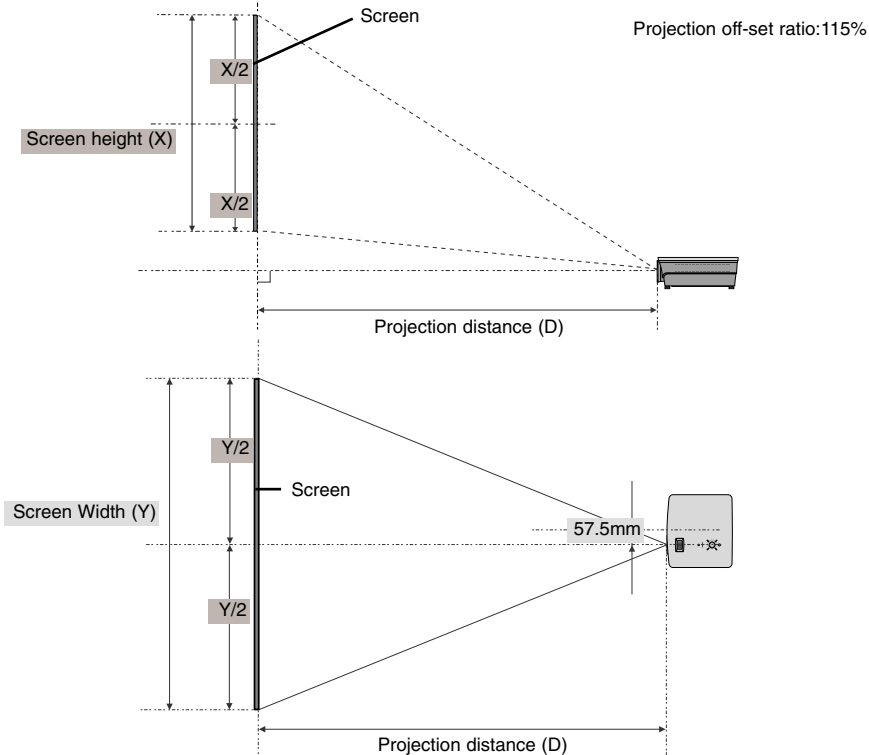 Screen
Projection off-set ratio:115%
X/2
Screen height (X)
X/2
Projection distance (D)
Y/2
Screen
Screen Width (Y)
57.5mm
Y/2
Projection distance (D)